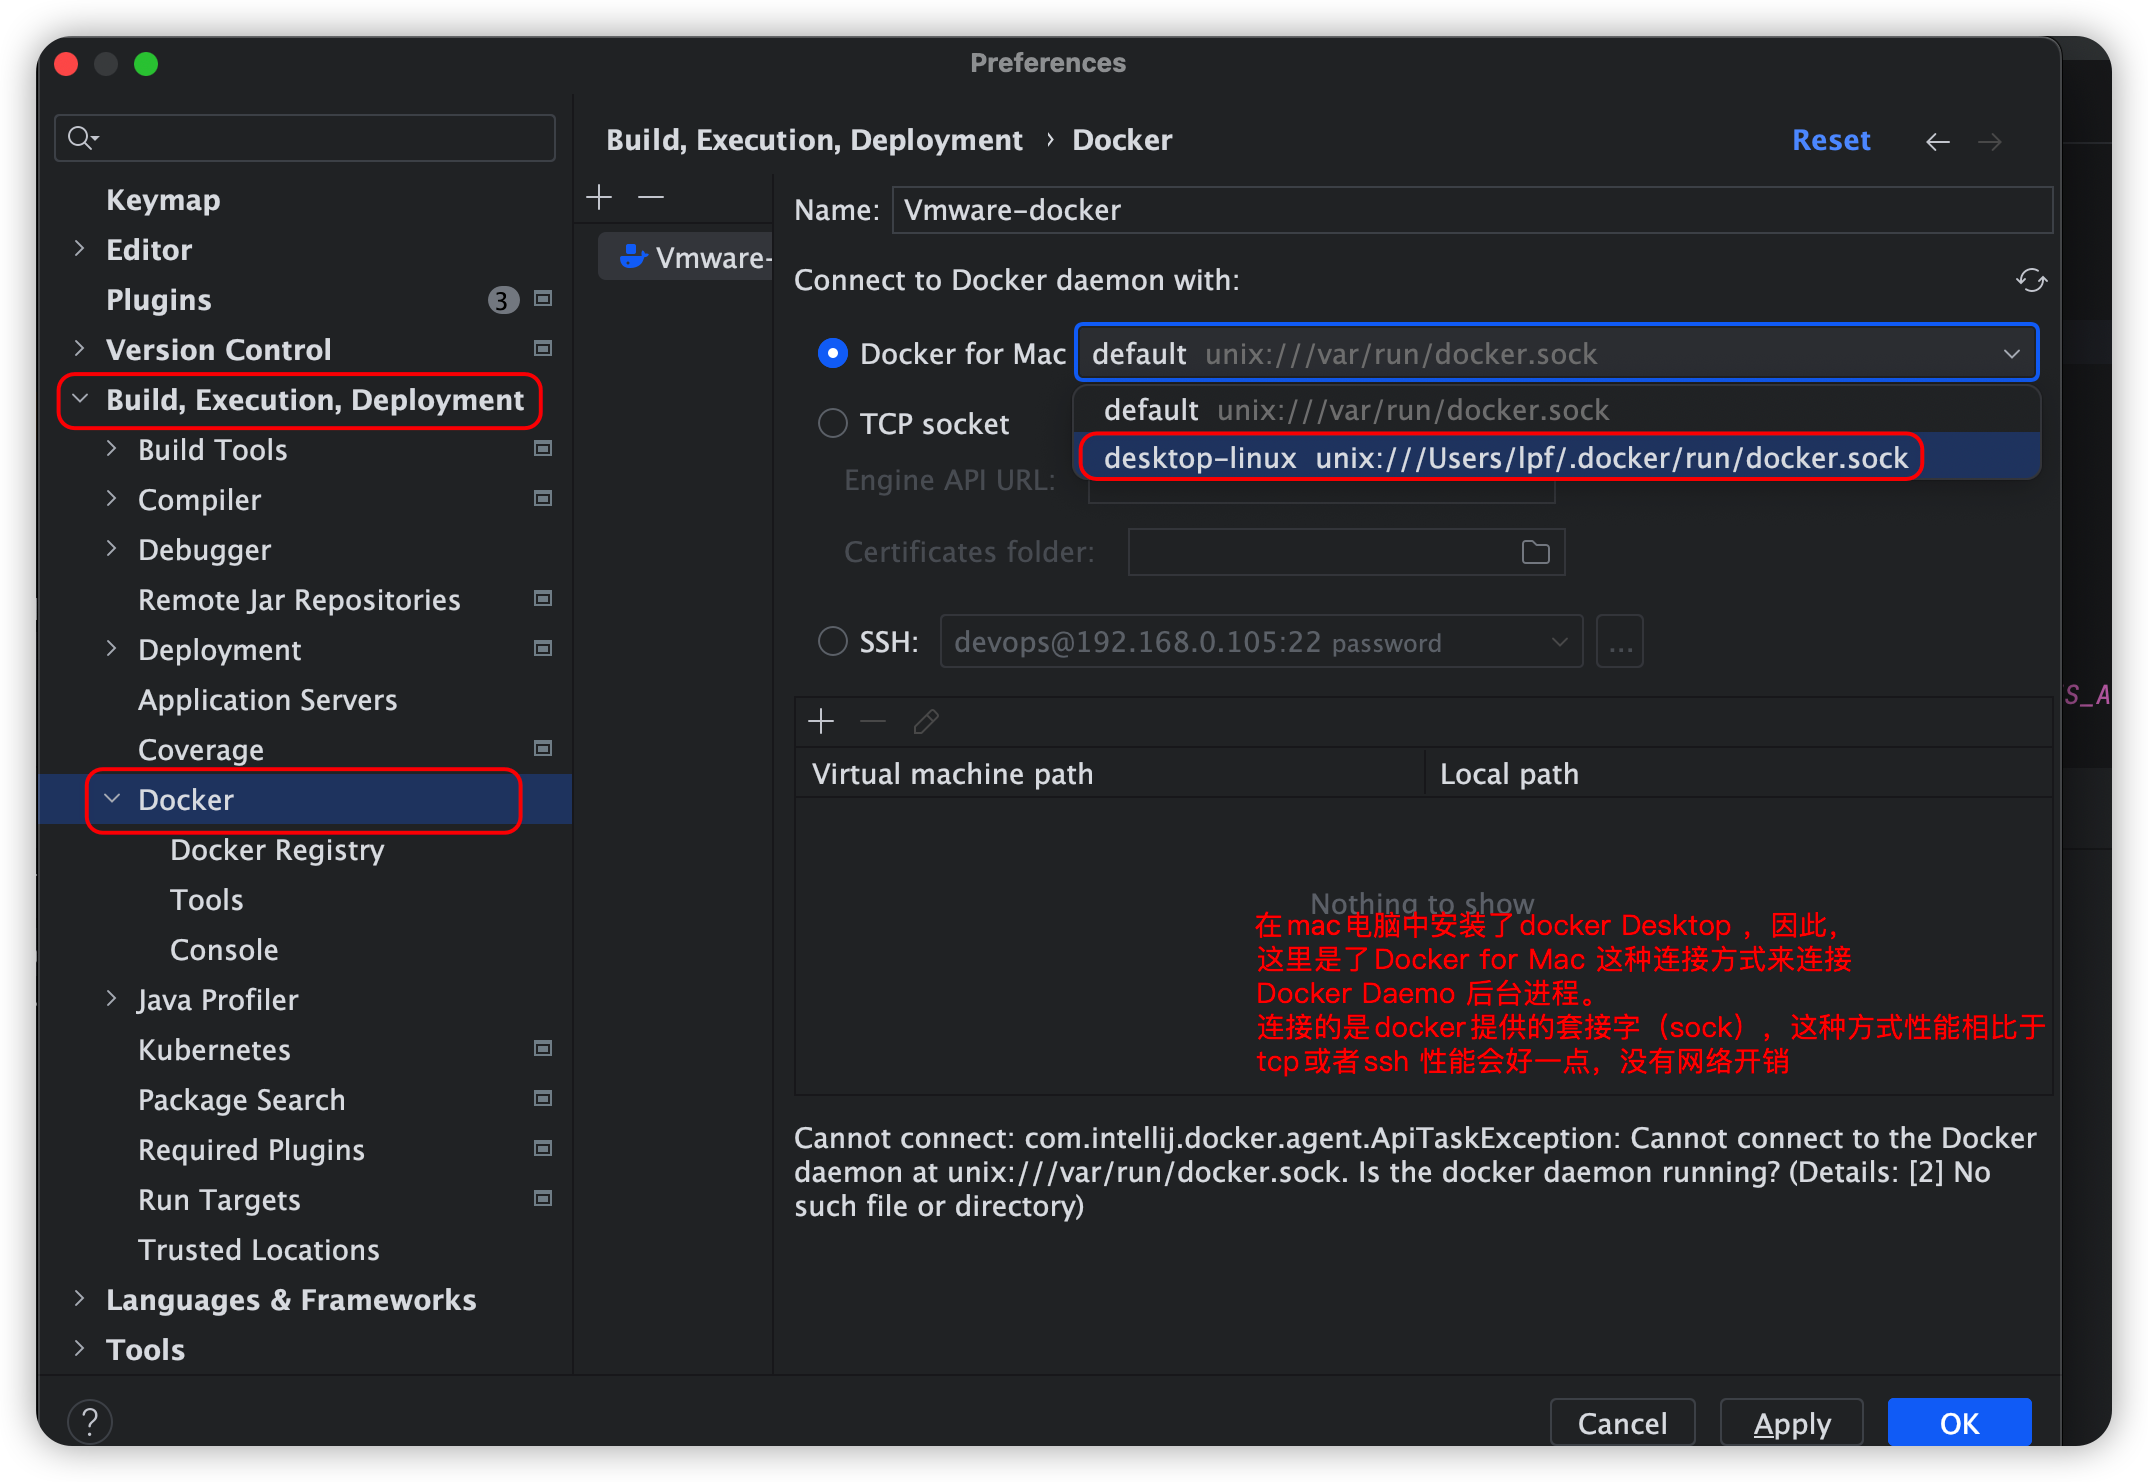 Preferences
Build, Execution, Deployment › Docker
Reset
Keymap
Editor
Plugins
3
Version Control
Build, Execution, Deployment
Build Tools
Compiler
Debugger
Remote Jar Repositories
Deployment
Application Servers
Coverage
Docker
Docker Registry
Tools
Console
Java Profiler
Kubernetes
Package Search
Required Plugins
Run Targets
Trusted Locations
Languages & Frameworks
Tools
Vmware-
Name: Vmware-docker
Connect to Docker daemon with:
Docker for Mac default unix:///var/run/docker.sock
default unix:///var/run/docker.sock
TCP socket
desktop-linux unix:///Users/lpf/.docker/run/docker.sock
Engine API URL:
Certificates folder:
SSH: devops@192.168.0.105:22 password
...
S_A
Virtual machine path
Local path
Nothing to show
在mac电脑中安装了docker Desktop ，因此，
这里是了Docker for Mac 这种连接方式来连接
Docker Daemo 后台进程。
连接的是docker提供的套接字（sock），这种方式性能相比于
tcp或者ssh 性能会好一点，没有网络开销
Cannot connect: com.intellij.docker.agent.ApiTaskException: Cannot connect to the Docker
daemon at unix:///var/run/docker.sock. Is the docker daemon running? (Details: [2] No
such file or directory)
?
Cancel
Apply
OK